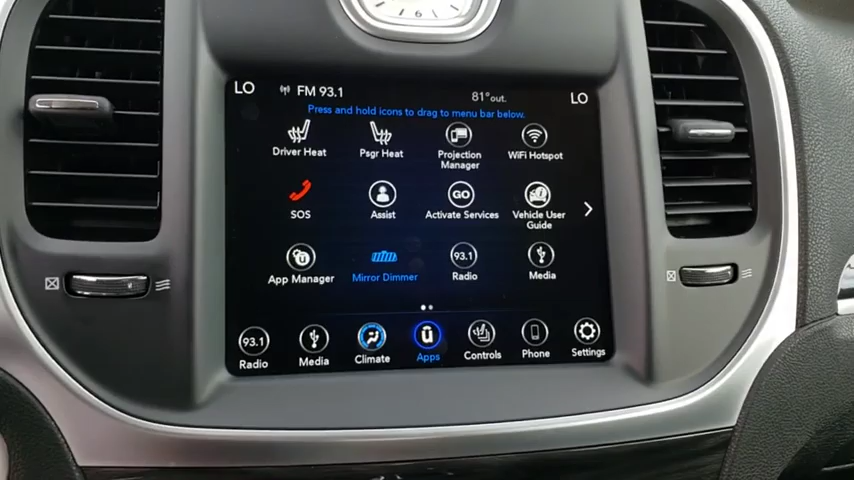 6
LO FM 93.1 81° out. LO
Press and hold icons to drag to menu bar below.
Driver Heat
Psgr Heat
Projection
Manager
WiFi Hotspot
SOS
Assist
GO
Activate Services
Vehicle User
Guide
App Manager
Mirror Dimmer
93.1
Radio
Media
93.1
Radio
Media
Climate
ū
Apps
Controls
Phone
Settings